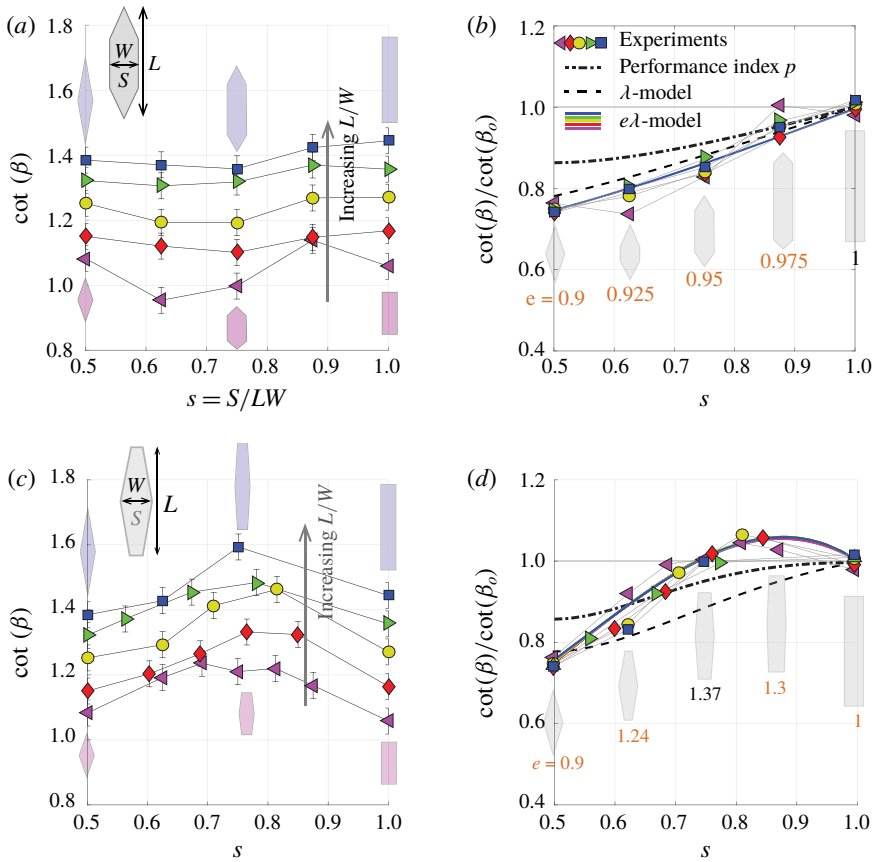 (a)
1.8
1.6
1.4
1.2
1.0
0.8
cot (β)
W
S
L
Increasing L/W
0.5
0.6
0.7
0.8
0.9
1.0
s = S/LW
(b)
1.2
1.0
0.8
0.6
0.4
cot(β)/cot(βo)
Experiments
Performance index p
λ-model
eλ-model
e = 0.9
0.925
0.95
0.975
1
0.5
0.6
0.7
0.8
0.9
1.0
s
(c)
1.8
1.6
1.4
1.2
1.0
0.8
cot (β)
W
S
L
Increasing L/W
0.5
0.6
0.7
0.8
0.9
1.0
s
(d)
1.2
1.0
0.8
0.6
0.4
cot(β)/cot(βo)
e = 0.9
1.24
1.37
1.3
1
0.5
0.6
0.7
0.8
0.9
1.0
s